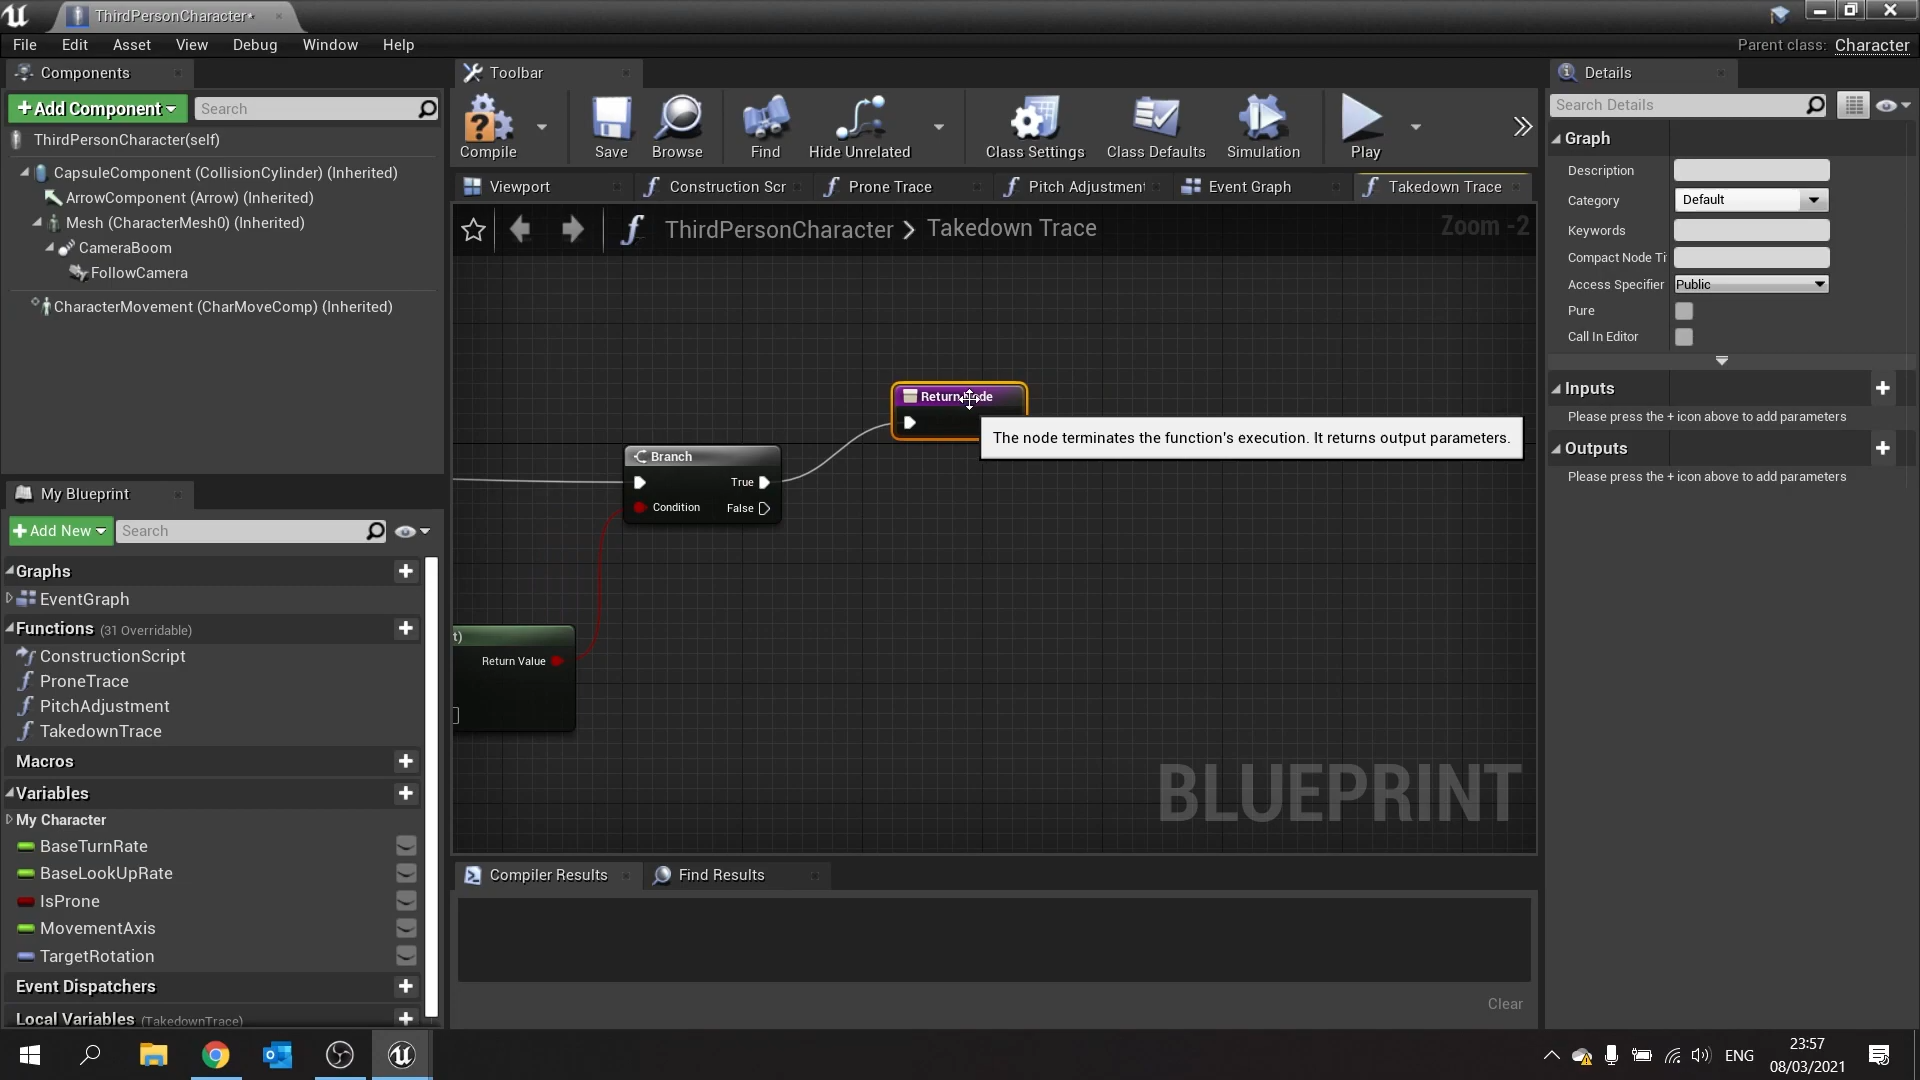 ThirdPersonCharacter*
File Edit Asset View Debug Window Help
Parent class: Character
Components
+Add Component
Search
ThirdPersonCharacter(self)
CapsuleComponent (CollisionCylinder) (Inherited)
ArrowComponent (Arrow) (Inherited)
Mesh (CharacterMesh0) (Inherited)
CameraBoom
FollowCamera
CharacterMovement (CharMoveComp) (Inherited)
My Blueprint
+Add New
Search
Graphs
EventGraph
Functions (31 Overridable)
ConstructionScript
ProneTrace
PitchAdjustment
TakedownTrace
Macros
Variables
My Character
BaseTurnRate
BaseLookUpRate
IsProne
MovementAxis
TargetRotation
Event Dispatchers
Local Variables (TakedownTrace)
Toolbar
Compile
Save
Browse
Find
Hide Unrelated
Class Settings
Class Defaults
Simulation
Play
Viewport
Construction Scr
Prone Trace
Pitch Adjustment
Event Graph
Takedown Trace
ThirdPersonCharacter > Takedown Trace
Zoom -2
The node terminates the function's execution. It returns output parameters.
Branch
True
Condition
False
t)
Return Value
BLUEPRINT
Compiler Results
Find Results
Clear
Details
Search Details
Graph
Description
Category
Default
Keywords
Compact Node Ti
Access Specifier
Public
Pure
Call In Editor
Inputs
Please press the + icon above to add parameters
Outputs
Please press the + icon above to add parameters
ENG
23:57
08/03/2021